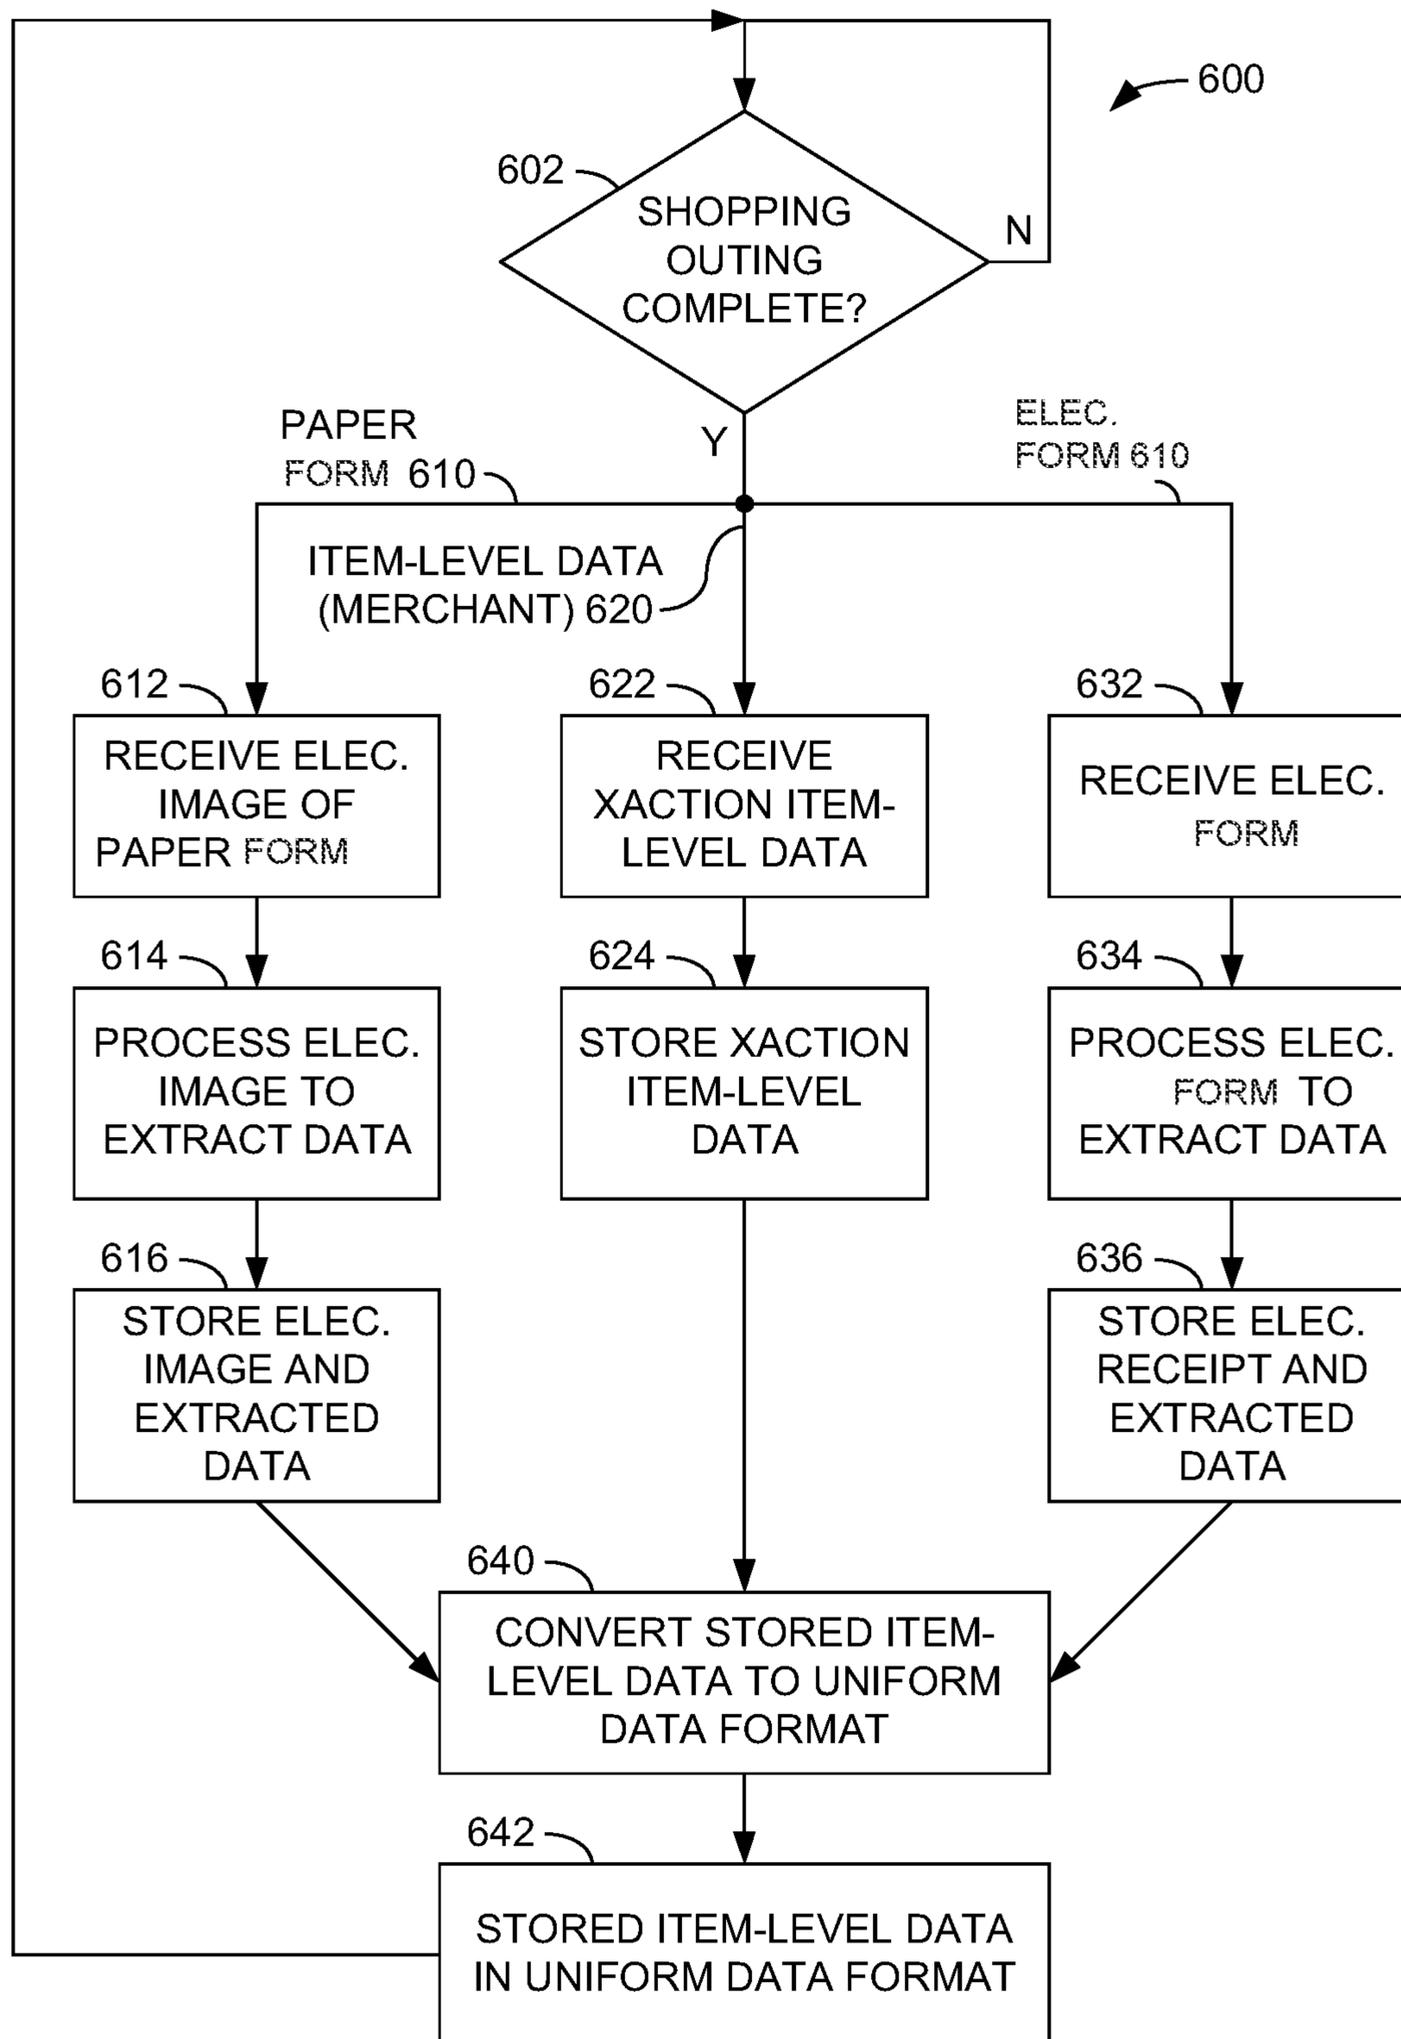 600
602
SHOPPING
OUTING
COMPLETE?
N
Y
PAPER
FORM 610
ELEC.
FORM 610
ITEM-LEVEL DATA
(MERCHANT) 620
612
RECEIVE ELEC.
IMAGE OF
PAPER FORM
622
RECEIVE
XACTION ITEM-
LEVEL DATA
632
RECEIVE ELEC.
FORM
614
PROCESS ELEC.
IMAGE TO
EXTRACT DATA
624
STORE XACTION
ITEM-LEVEL
DATA
634
PROCESS ELEC.
FORM TO
EXTRACT DATA
616
STORE ELEC.
IMAGE AND
EXTRACTED
DATA
636
STORE ELEC.
RECEIPT AND
EXTRACTED
DATA
640
CONVERT STORED ITEM-
LEVEL DATA TO UNIFORM
DATA FORMAT
642
STORED ITEM-LEVEL DATA
IN UNIFORM DATA FORMAT